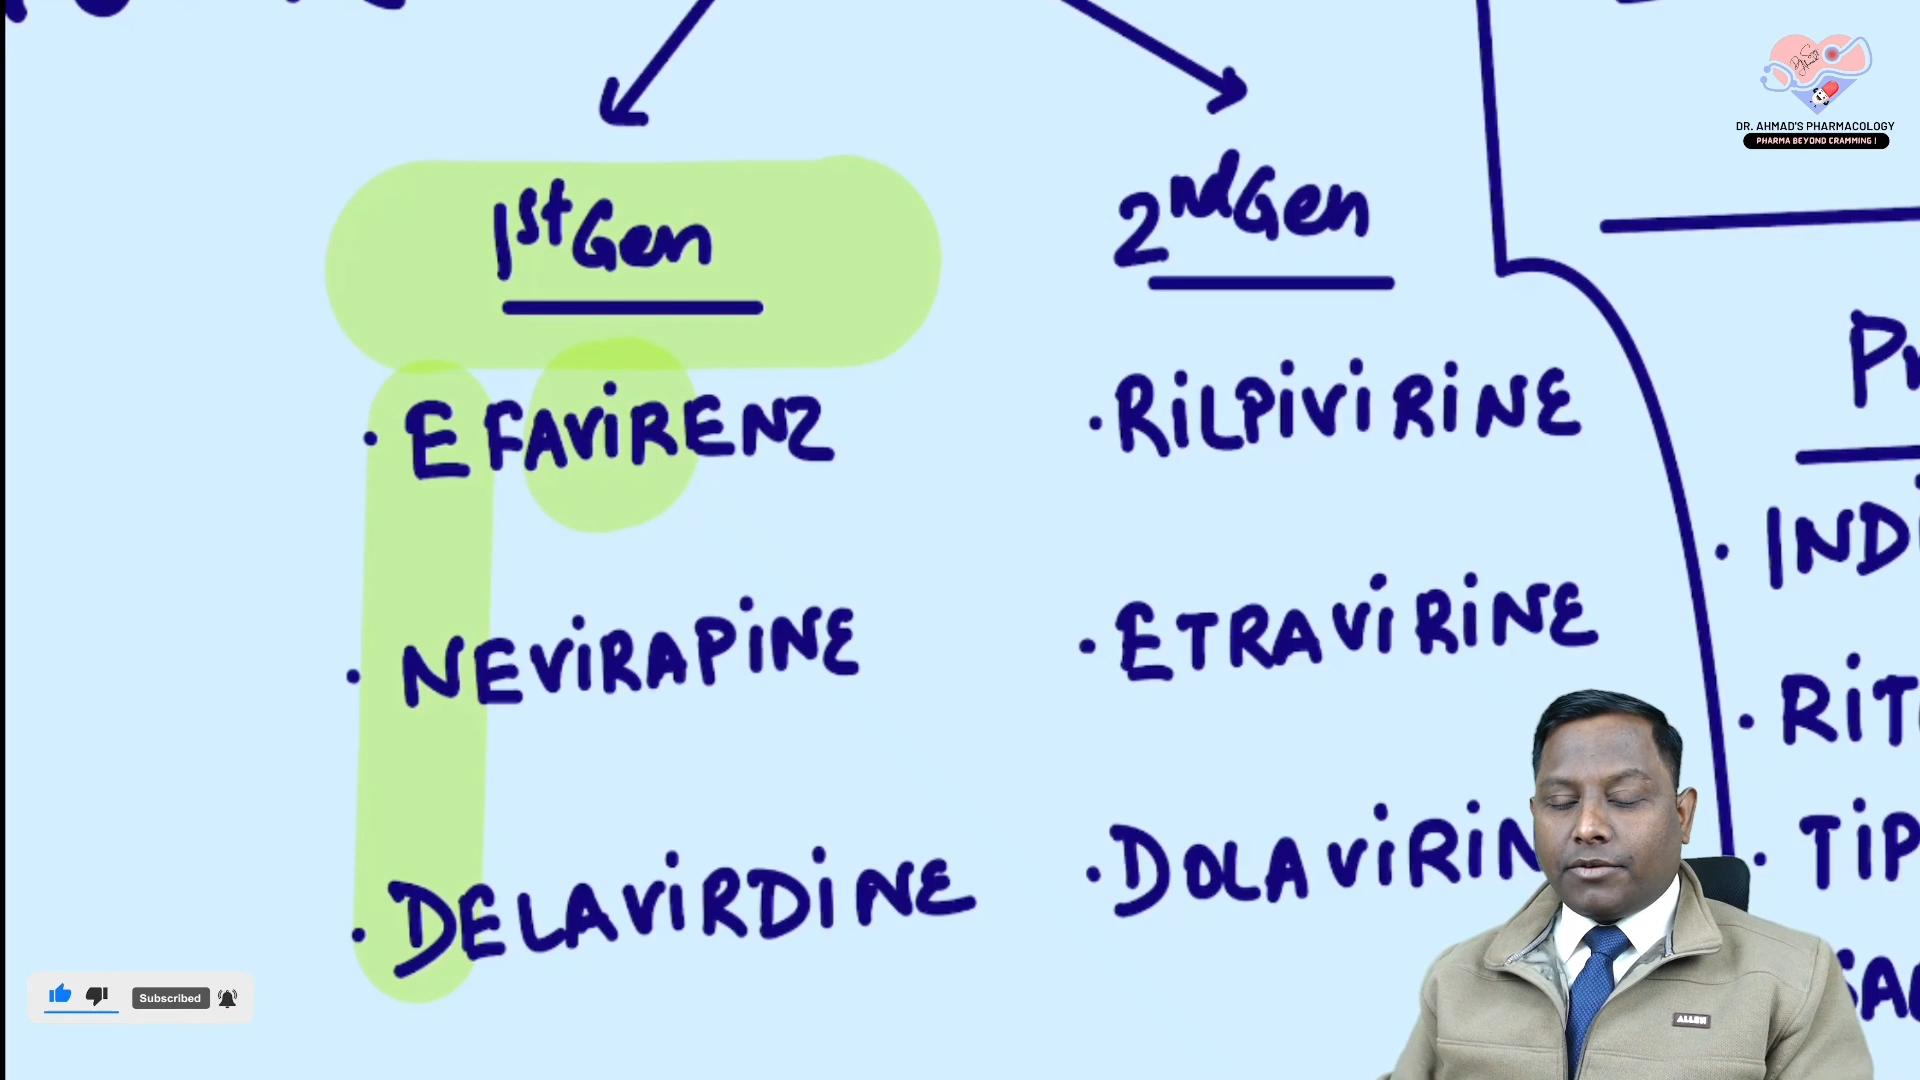 DR. AHMAD'S PHARMACOLOGY
PHARMA BEYOND CRAMMING !
1st Gen
2nd Gen
• EFAVIRENZ
• NEVIRAPINE
• DELAVIRDINE
• RILPIVIRINE
• ETRAVIRINE
• DOLAVIRIN
• INDI
• RIT
• TIP
Subscribed
ALLEN